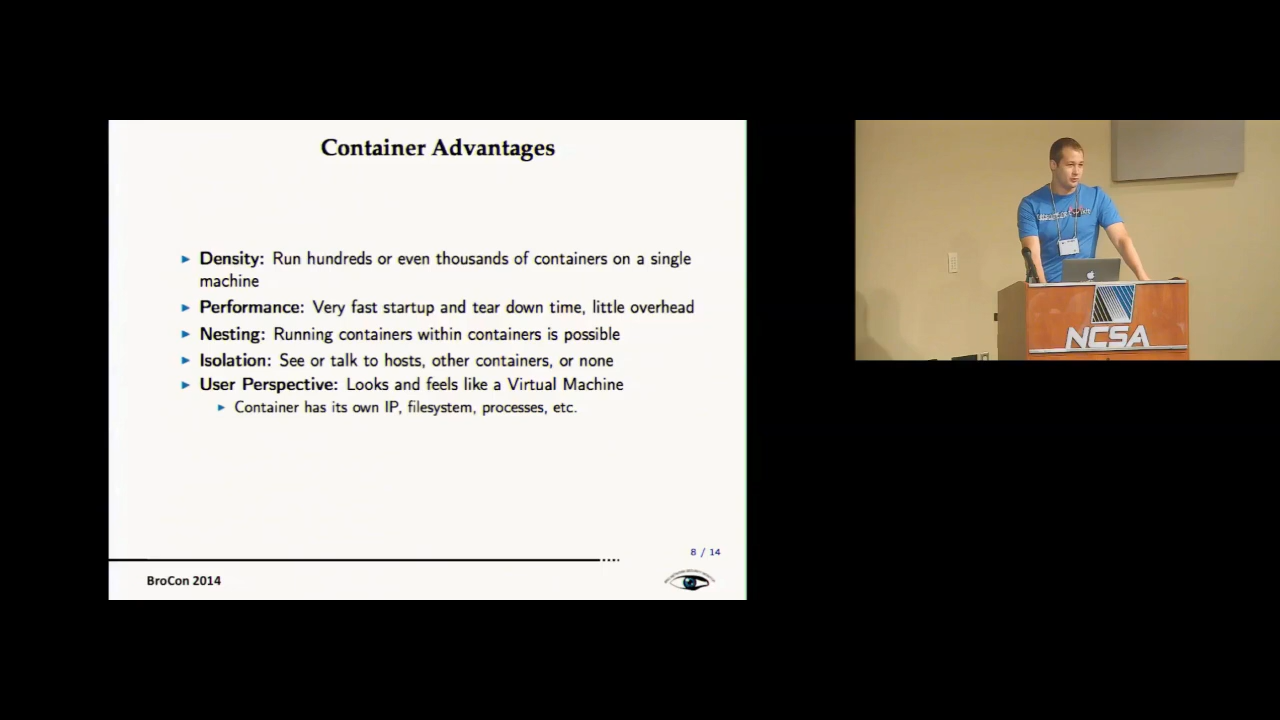 Container Advantages
Density: Run hundreds or even thousands of containers on a single
machine
Performance: Very fast startup and tear down time, little overhead
Nesting: Running containers within containers is possible
Isolation: See or talk to hosts, other containers, or none
User Perspective: Looks and feels like a Virtual Machine
Container has its own IP, filesystem, processes, etc.
8 / 14
BroCon 2014
NCSA